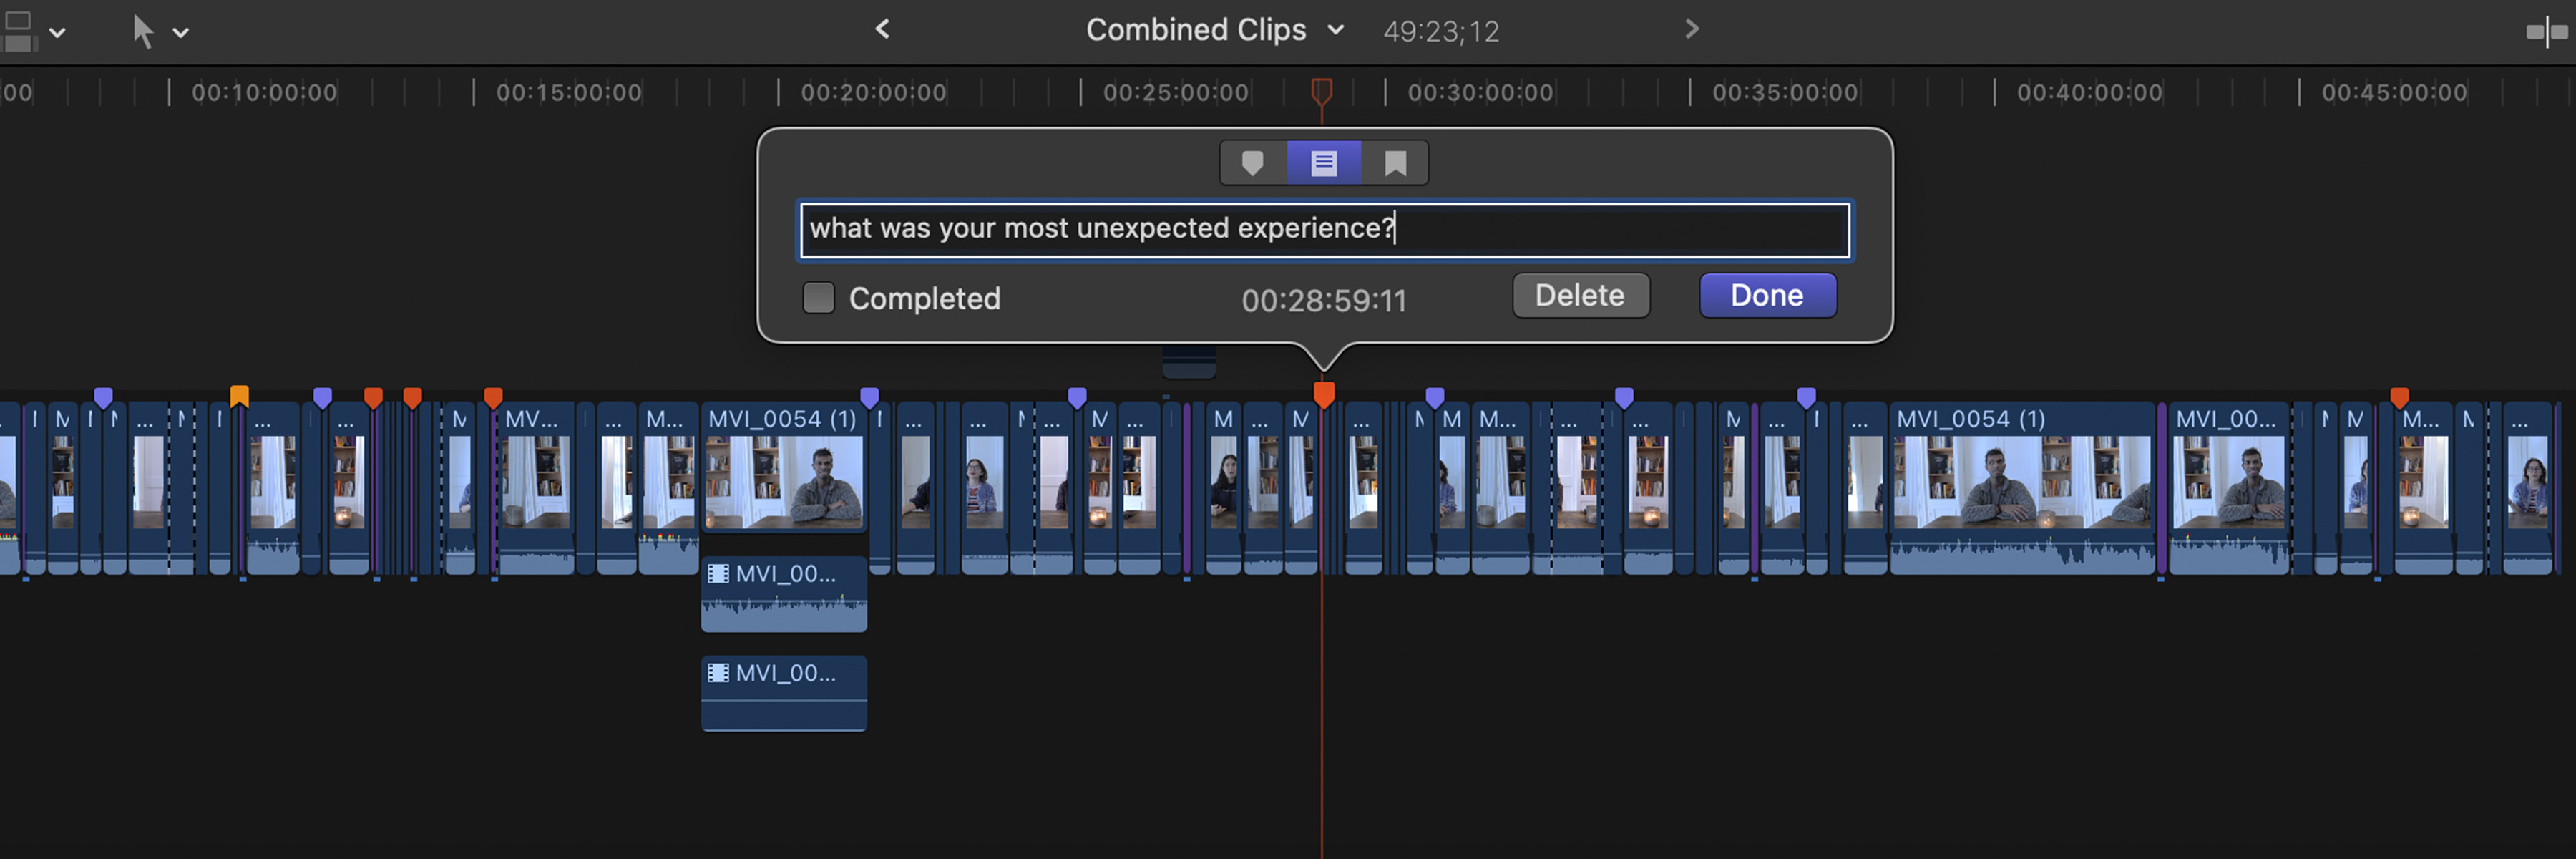 Combined Clips 49:23;12
00 00:10:00:00 00:15:00:00 00:20:00:00 00:25:00:00 00:30:00:00 00:35:00:00 00:40:00:00 00:45:00:00
what was your most unexpected experience?
Completed 00:28:59:11 Delete Done
M ... M ... ... M MV... ... M... MVI_0054 (1) ... ... ... M ... M ... M ... M M... ... ... M ... ... MVI_0054 (1) MVI_00... M M... ...
MVI_00...
MVI_00...